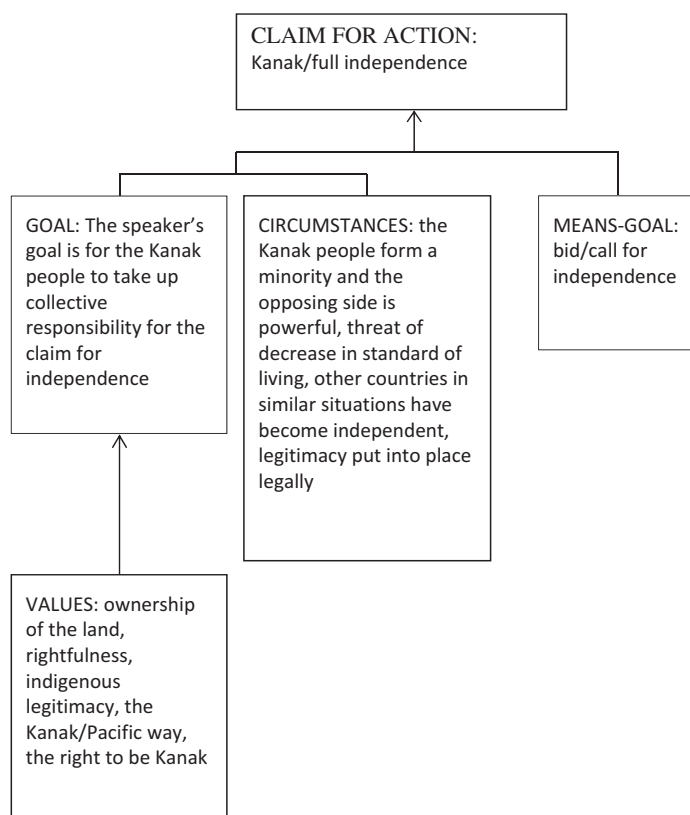 CLAIM FOR ACTION:
Kanak/full independence
GOAL: The speaker’s
goal is for the Kanak
people to take up
collective
responsibility for the
claim for
independence
CIRCUMSTANCES: the
Kanak people form a
minority and the
opposing side is
powerful, threat of
decrease in standard of
living, other countries in
similar situations have
become independent,
legitimacy put into place
legally
MEANS-GOAL:
bid/call for
independence
VALUES: ownership
of the land,
rightfulness,
indigenous
legitimacy, the
Kanak/Pacific way,
the right to be Kanak